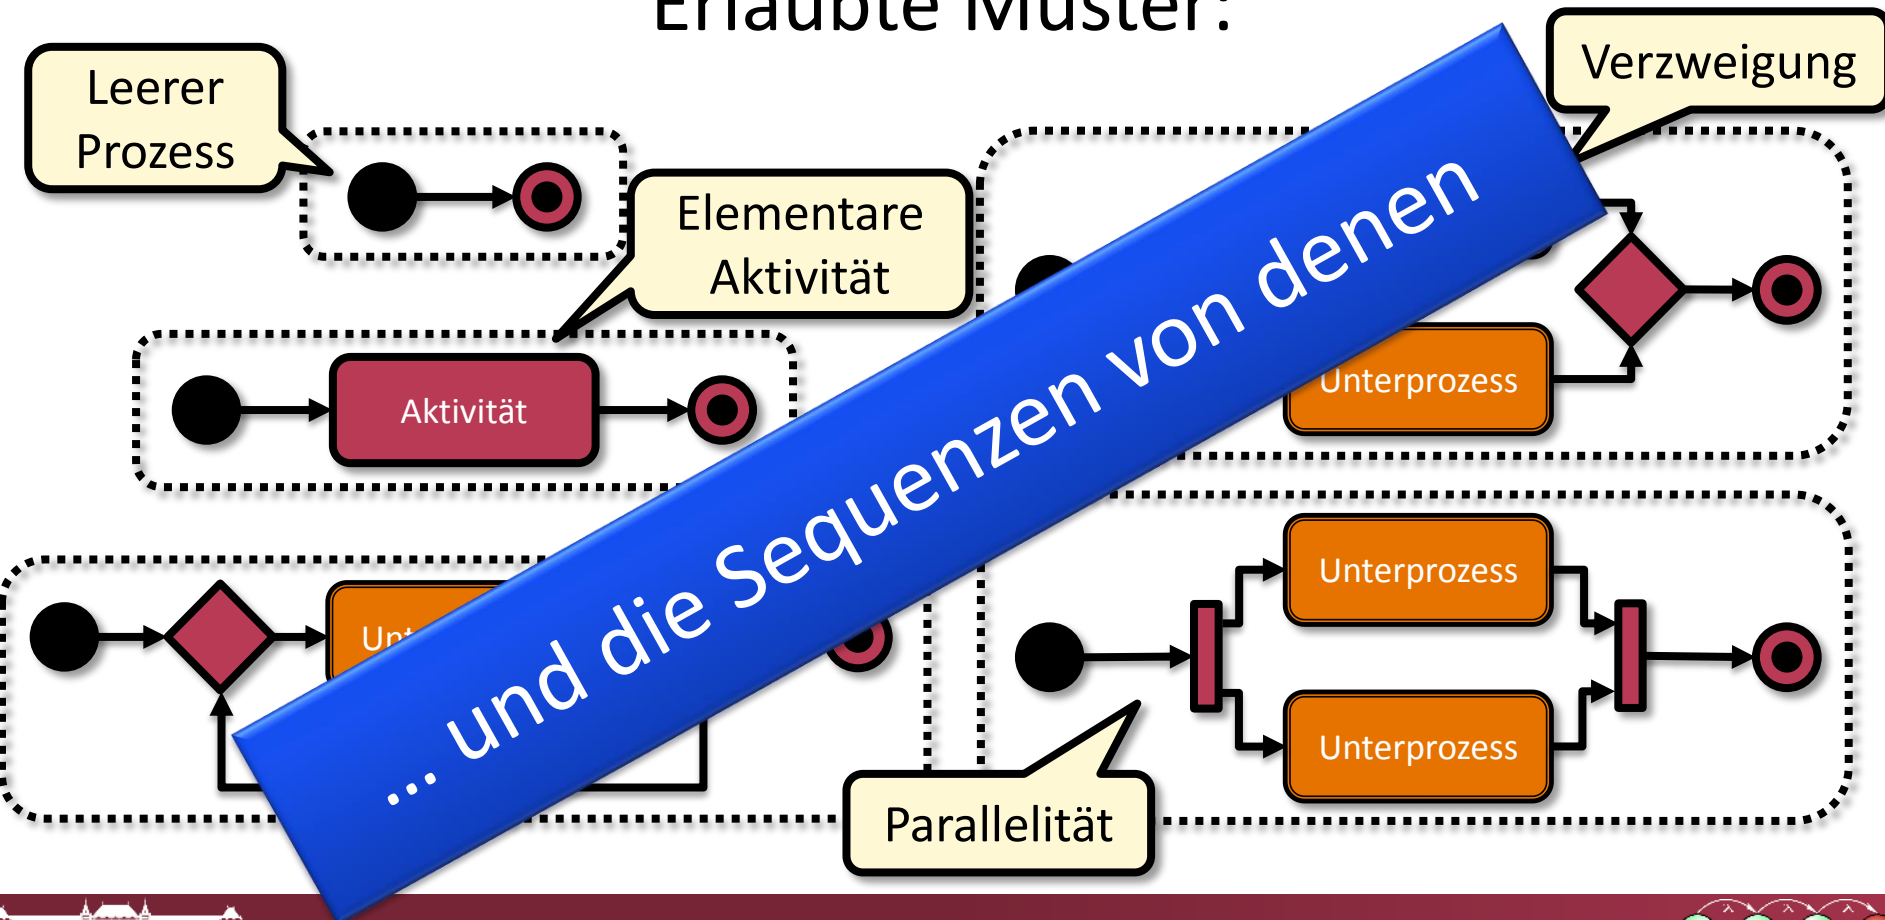 Erlaubte Muster:
Leerer
Prozess
Verzweigung
Elementare
Aktivität
Aktivität
Unterprozess
... und die Sequenzen von denen
Unterprozess
Unterprozess
Parallelität